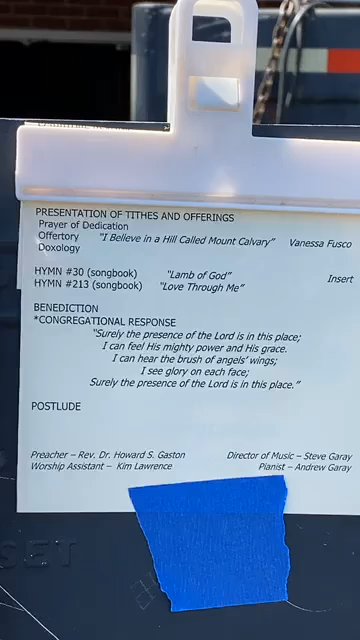 PRESENTATION OF TITHES AND OFFERINGS
Prayer of Dedication
Offertory "I Believe in a Hill Called Mount Calvary" Vanessa Fusco
Doxology
HYMN #30 (songbook) "Lamb of God" Insert
HYMN #213 (songbook) "Love Through Me"
BENEDICTION
*CONGREGATIONAL RESPONSE
"Surely the presence of the Lord is in this place;
I can feel His mighty power and His grace.
I can hear the brush of angels' wings;
I see glory on each face;
Surely the presence of the Lord is in this place."
POSTLUDE
Preacher – Rev. Dr. Howard S. Gaston Director of Music – Steve Garay
Worship Assistant – Kim Lawrence Pianist – Andrew Garay
SET